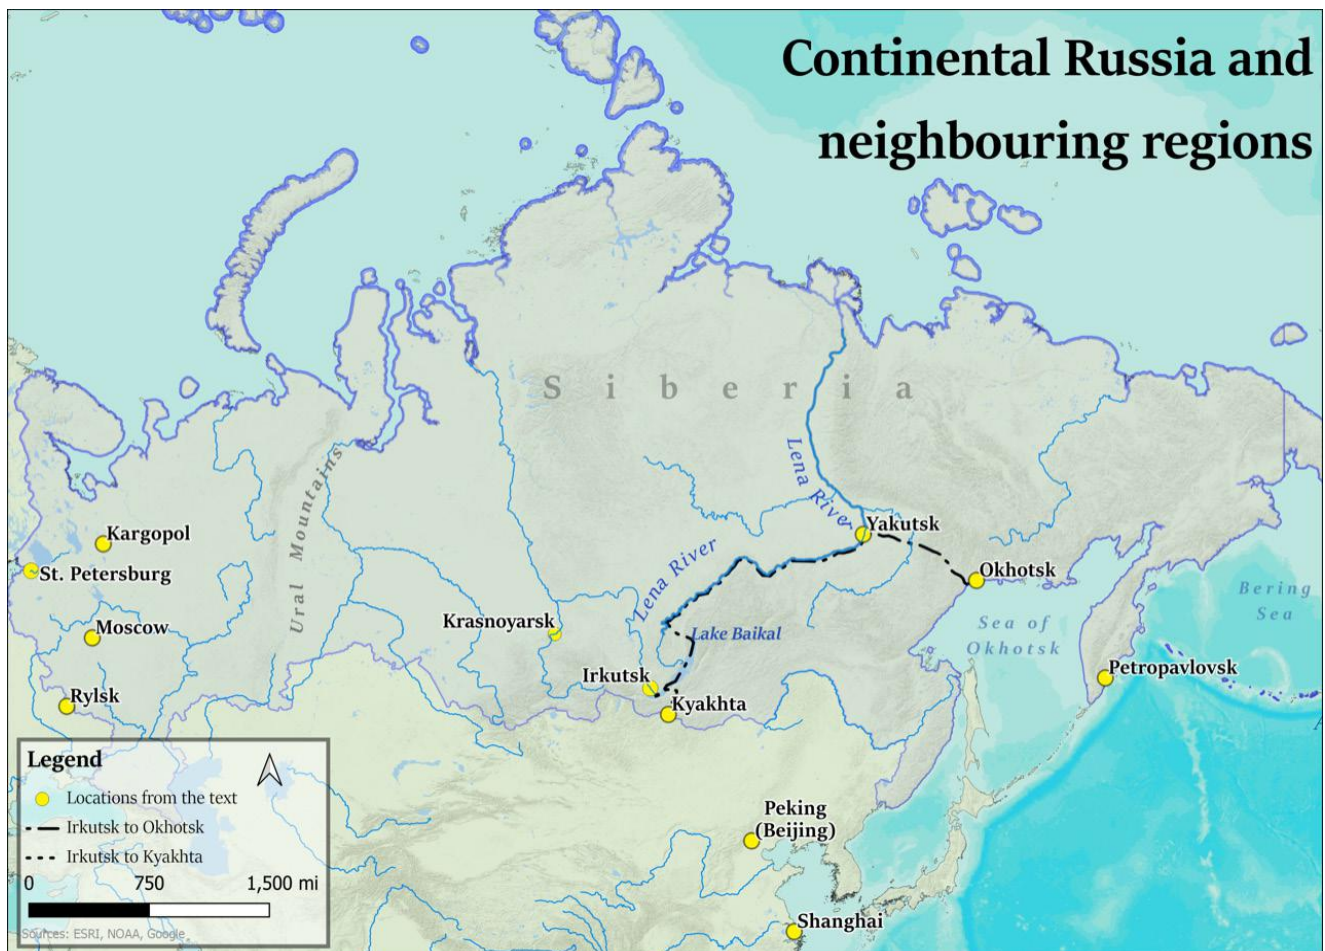 Continental Russia and
neighbouring regions
Siberia
Lena River
Ural Mountains
Yakutsk
Kargopol
Lena River
Okhotsk
St. Petersburg
Bering
Sea
Krasnoyarsk
Moscow
Lake Baikal
Sea of
Okhotsk
Petropavlovsk
Irkutsk
Rylsk
Kyakhta
Legend
Locations from the text
Irkutsk to Okhotsk
Irkutsk to Kyakhta
0 750 1,500 mi
Sources: ESRI, NOAA, Google
Peking
(Beijing)
Shanghai